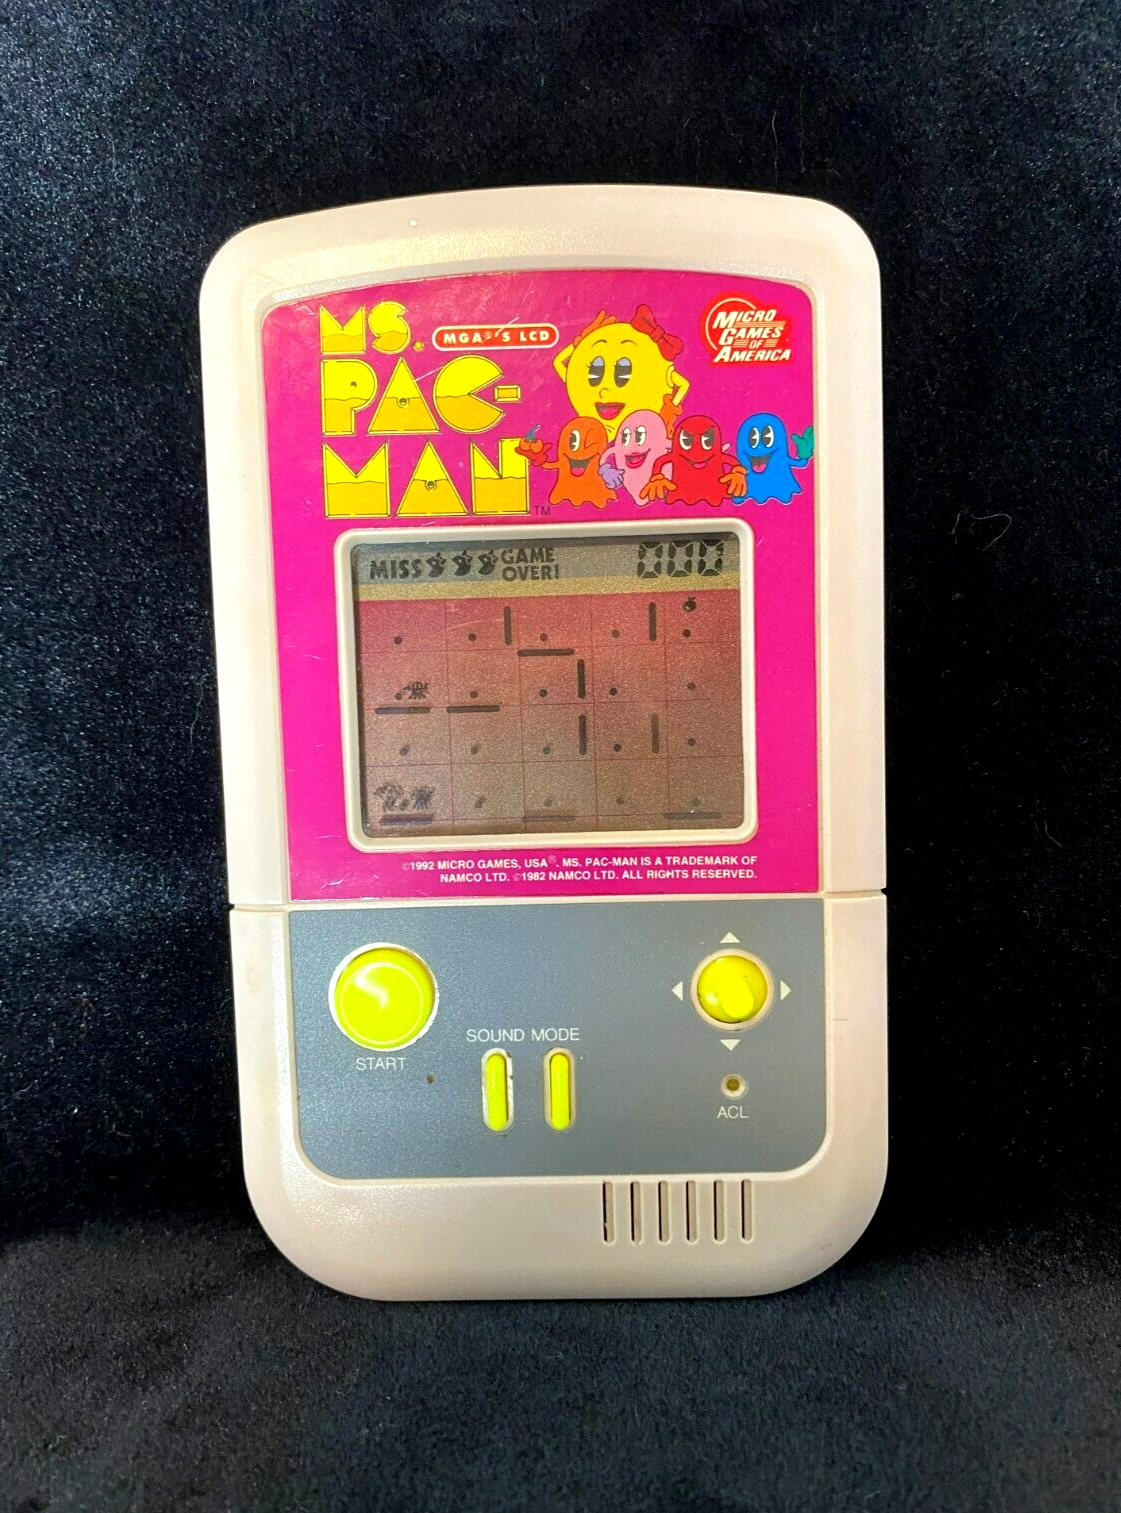 MS.
PAC-
MAN
TM
MGA®'S LCD
MICRO
GAMES
OF
AMERICA
MISS GAME
OVER! 000
©1992 MICRO GAMES, USA®. MS. PAC-MAN IS A TRADEMARK OF
NAMCO LTD. ©1982 NAMCO LTD. ALL RIGHTS RESERVED.
START
SOUND MODE
ACL